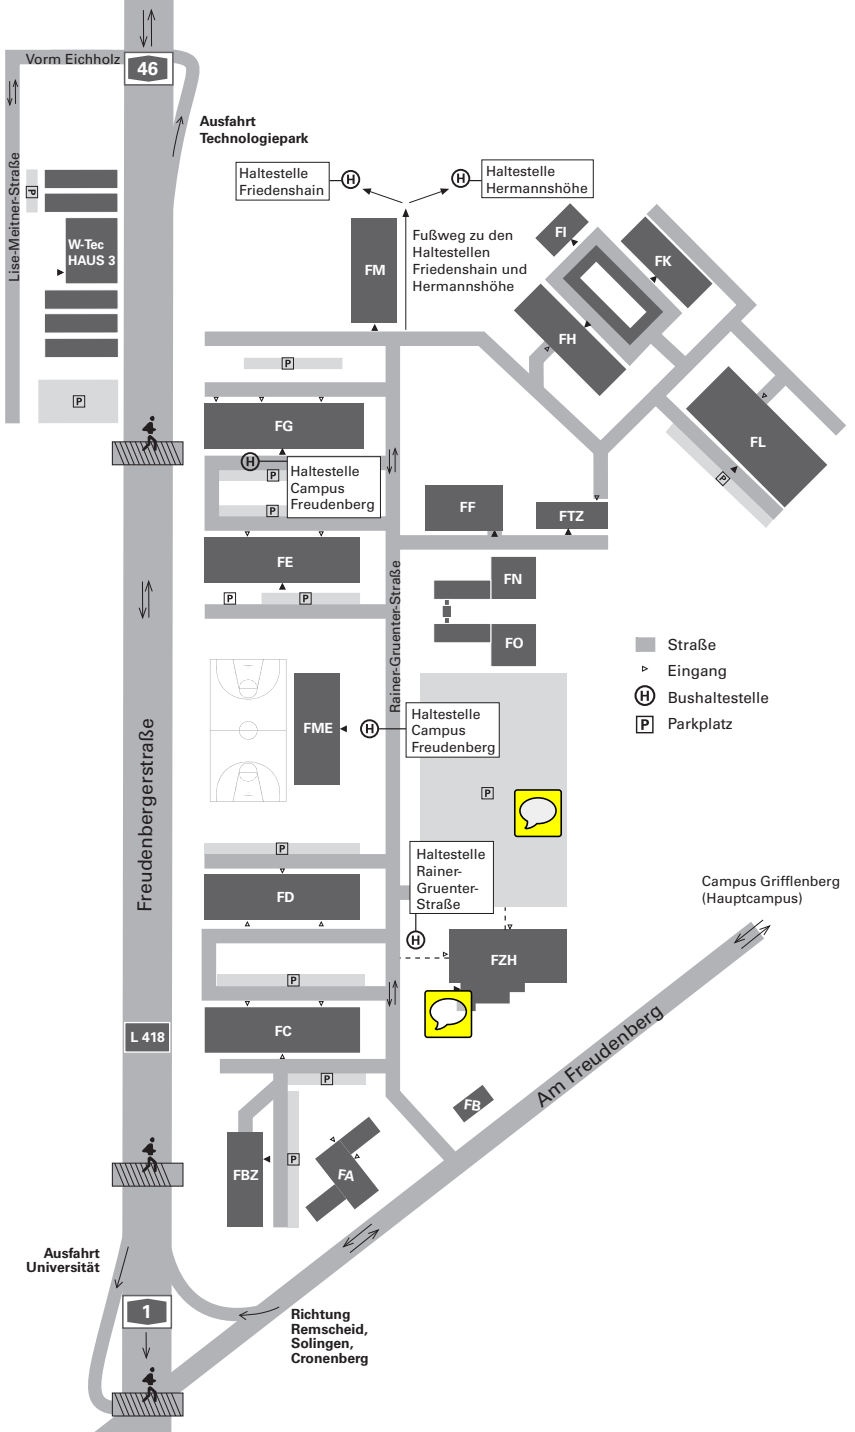 Vorm Eichholz
46
Ausfahrt
Technologiepark
Lise-Meitner-Straße
P
W-Tec
HAUS 3
P
Haltestelle
Friedenshain
H
H
Haltestelle
Hermannshöhe
Fußweg zu den
Haltestellen
Friedenshain und
Hermannshöhe
FM
FI
FK
FH
FL
P
P
FG
H
Haltestelle
Campus
Freudenberg
P
P
FF
FTZ
FE
P
P
FN
FO
Rainer-Gruenter-Straße
Straße
Eingang
H
Bushaltestelle
P
Parkplatz
FME
H
Haltestelle
Campus
Freudenberg
P
Freudenbergerstraße
P
Haltestelle
Rainer-
Gruenter-
Straße
H
FD
Campus Grifflenberg
(Hauptcampus)
FZH
P
FC
L 418
P
FB
Am Freudenberg
FBZ
P
FA
Ausfahrt
Universität
1
Richtung
Remscheid,
Solingen,
Cronenberg